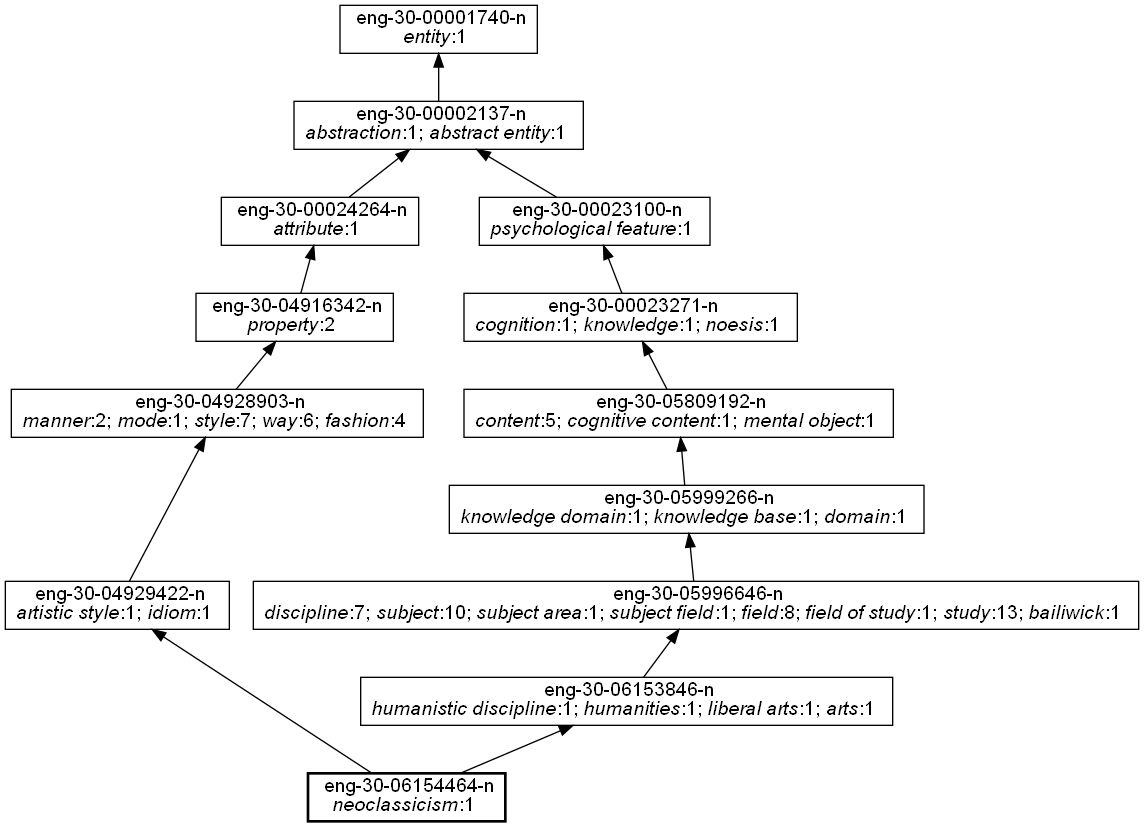 eng-30-00001740-n
entity:1
eng-30-00002137-n
abstraction:1; abstract entity:1
eng-30-00024264-n
attribute:1
eng-30-00023100-n
psychological feature:1
eng-30-04916342-n
property:2
eng-30-00023271-n
cognition:1; knowledge:1; noesis:1
eng-30-04928903-n
manner:2; mode:1; style:7; way:6; fashion:4
eng-30-05809192-n
content:5; cognitive content:1; mental object:1
eng-30-05999266-n
knowledge domain:1; knowledge base:1; domain:1
eng-30-04929422-n
artistic style:1; idiom:1
eng-30-05996646-n
discipline:7; subject:10; subject area:1; subject field:1; field:8; field of study:1; study:13; bailiwick:1
eng-30-06153846-n
humanistic discipline:1; humanities:1; liberal arts:1; arts:1
eng-30-06154464-n
neoclassicism:1